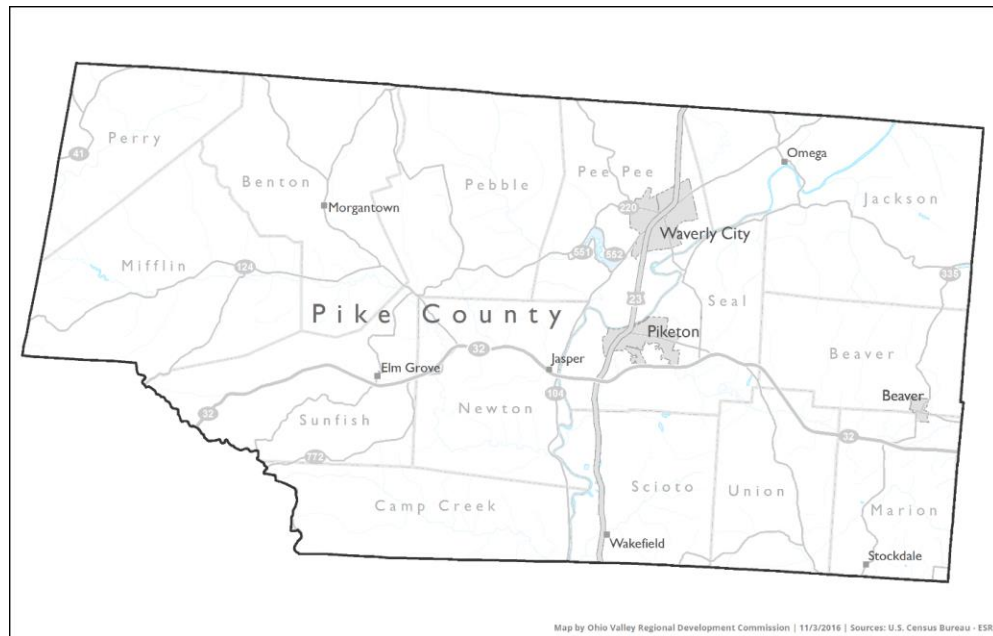 Perry
41
Benton
Morgantown
Pebble
Pee Pee
220
Omega
Jackson
Waverly City
551
552
335
Mifflin
124
Pike County
23
Seal
Piketon
Beaver
32
Jasper
Elm Grove
104
Beaver
Newton
32
Sunfish
32
772
Scioto
Union
Camp Creek
Marion
Wakefield
Stockdale
Map by Ohio Valley Regional Development Commission | 11/3/2016 | Sources: U.S. Census Bureau - ESR